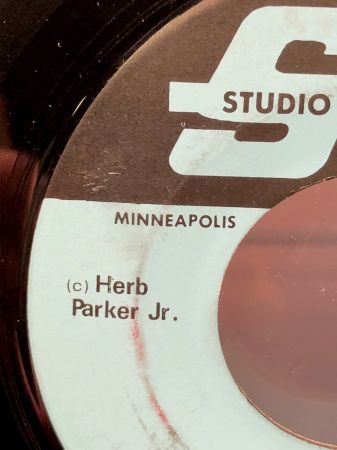 STUDIO
MINNEAPOLIS
(c) Herb
Parker Jr.